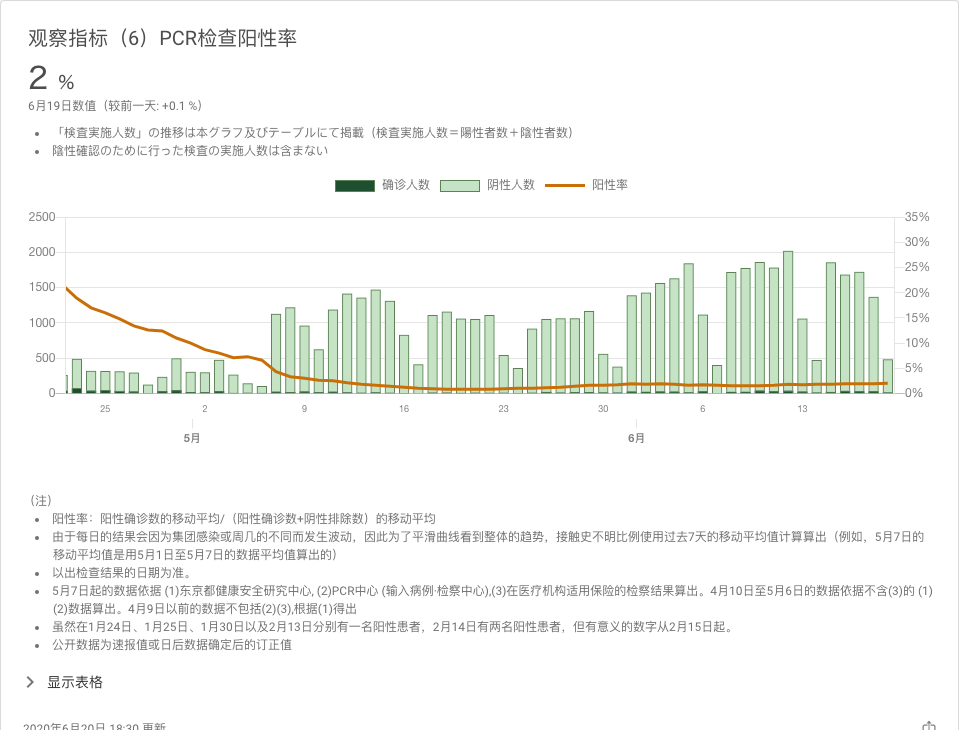 观察指标（6）PCR检查阳性率
2 %
6月19日数值（较前一天: +0.1 %）
「検査実施人数」の推移は本グラフ及びテーブルにて掲載（検査実施人数＝陽性者数＋陰性者数）
陰性確認のために行った検査の実施人数は含まない
确诊人数 阴性人数 阳性率
2500 35%
30%
2000
25%
1500 20%
15%
1000
10%
500
5%
0 0%
25 2 9 16 23 30 6 13
5月 6月
（注）
阳性率：阳性确诊数的移动平均/（阳性确诊数+阴性排除数）的移动平均
由于每日的结果会因为集团感染或周几的不同而发生波动，因此为了平滑曲线看到整体的趋势，接触史不明比例使用过去7天的移动平均值计算算出（例如，5月7日的
移动平均值是用5月1日至5月7日的数据平均值算出的）
以出检查结果的日期为准。
5月7日起的数据依据 (1)东京都健康安全研究中心, (2)PCR中心 (输入病例·检察中心),(3)在医疗机构适用保险的检察结果算出。4月10日至5月6日的数据依据不含(3)的 (1)
(2)数据算出。4月9日以前的数据不包括(2)(3),根据(1)得出
虽然在1月24日、1月25日、1月30日以及2月13日分别有一名阳性患者，2月14日有两名阳性患者，但有意义的数字从2月15日起。
公开数据为速报值或日后数据确定后的订正值
显示表格
2020年6月20日 18:30 更新